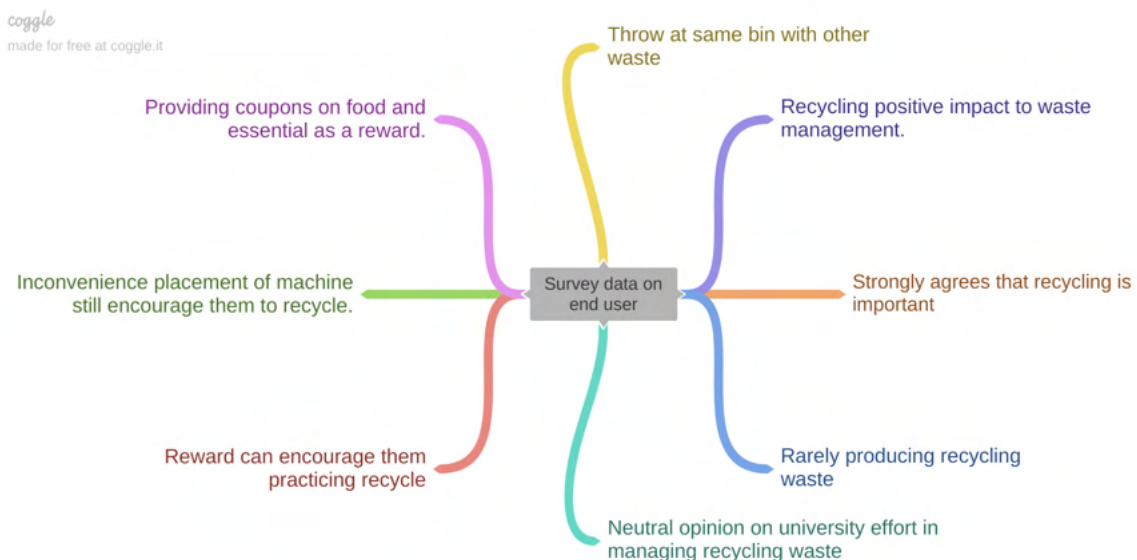 coggle
made for free at coggle.it
Throw at same bin with other
waste
Providing coupons on food and
essential as a reward.
Recycling positive impact to waste
management.
Inconvenience placement of machine
still encourage them to recycle.
Survey data on
end user
Strongly agrees that recycling is
important
Reward can encourage them
practicing recycle
Rarely producing recycling
waste
Neutral opinion on university effort in
managing recycling waste